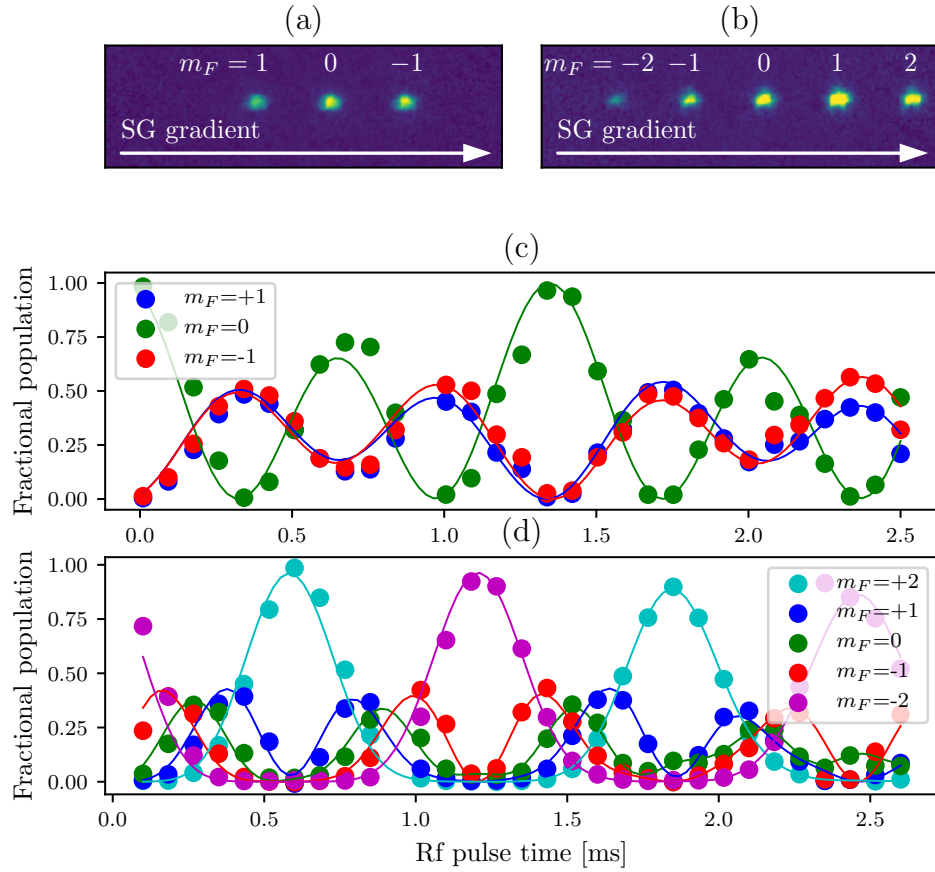 (a)
(b)
m_F = 1 0 −1
m_F = −2 −1 0 1 2
SG gradient
SG gradient
(c)
Fractional population
1.00
0.75
0.50
0.25
0.00
m_F=+1
m_F=0
m_F=-1
0.0 0.5 1.0 1.5 2.0 2.5
(d)
Fractional population
1.00
0.75
0.50
0.25
0.00
m_F=+2
m_F=+1
m_F=0
m_F=-1
m_F=-2
0.0 0.5 1.0 1.5 2.0 2.5
Rf pulse time [ms]